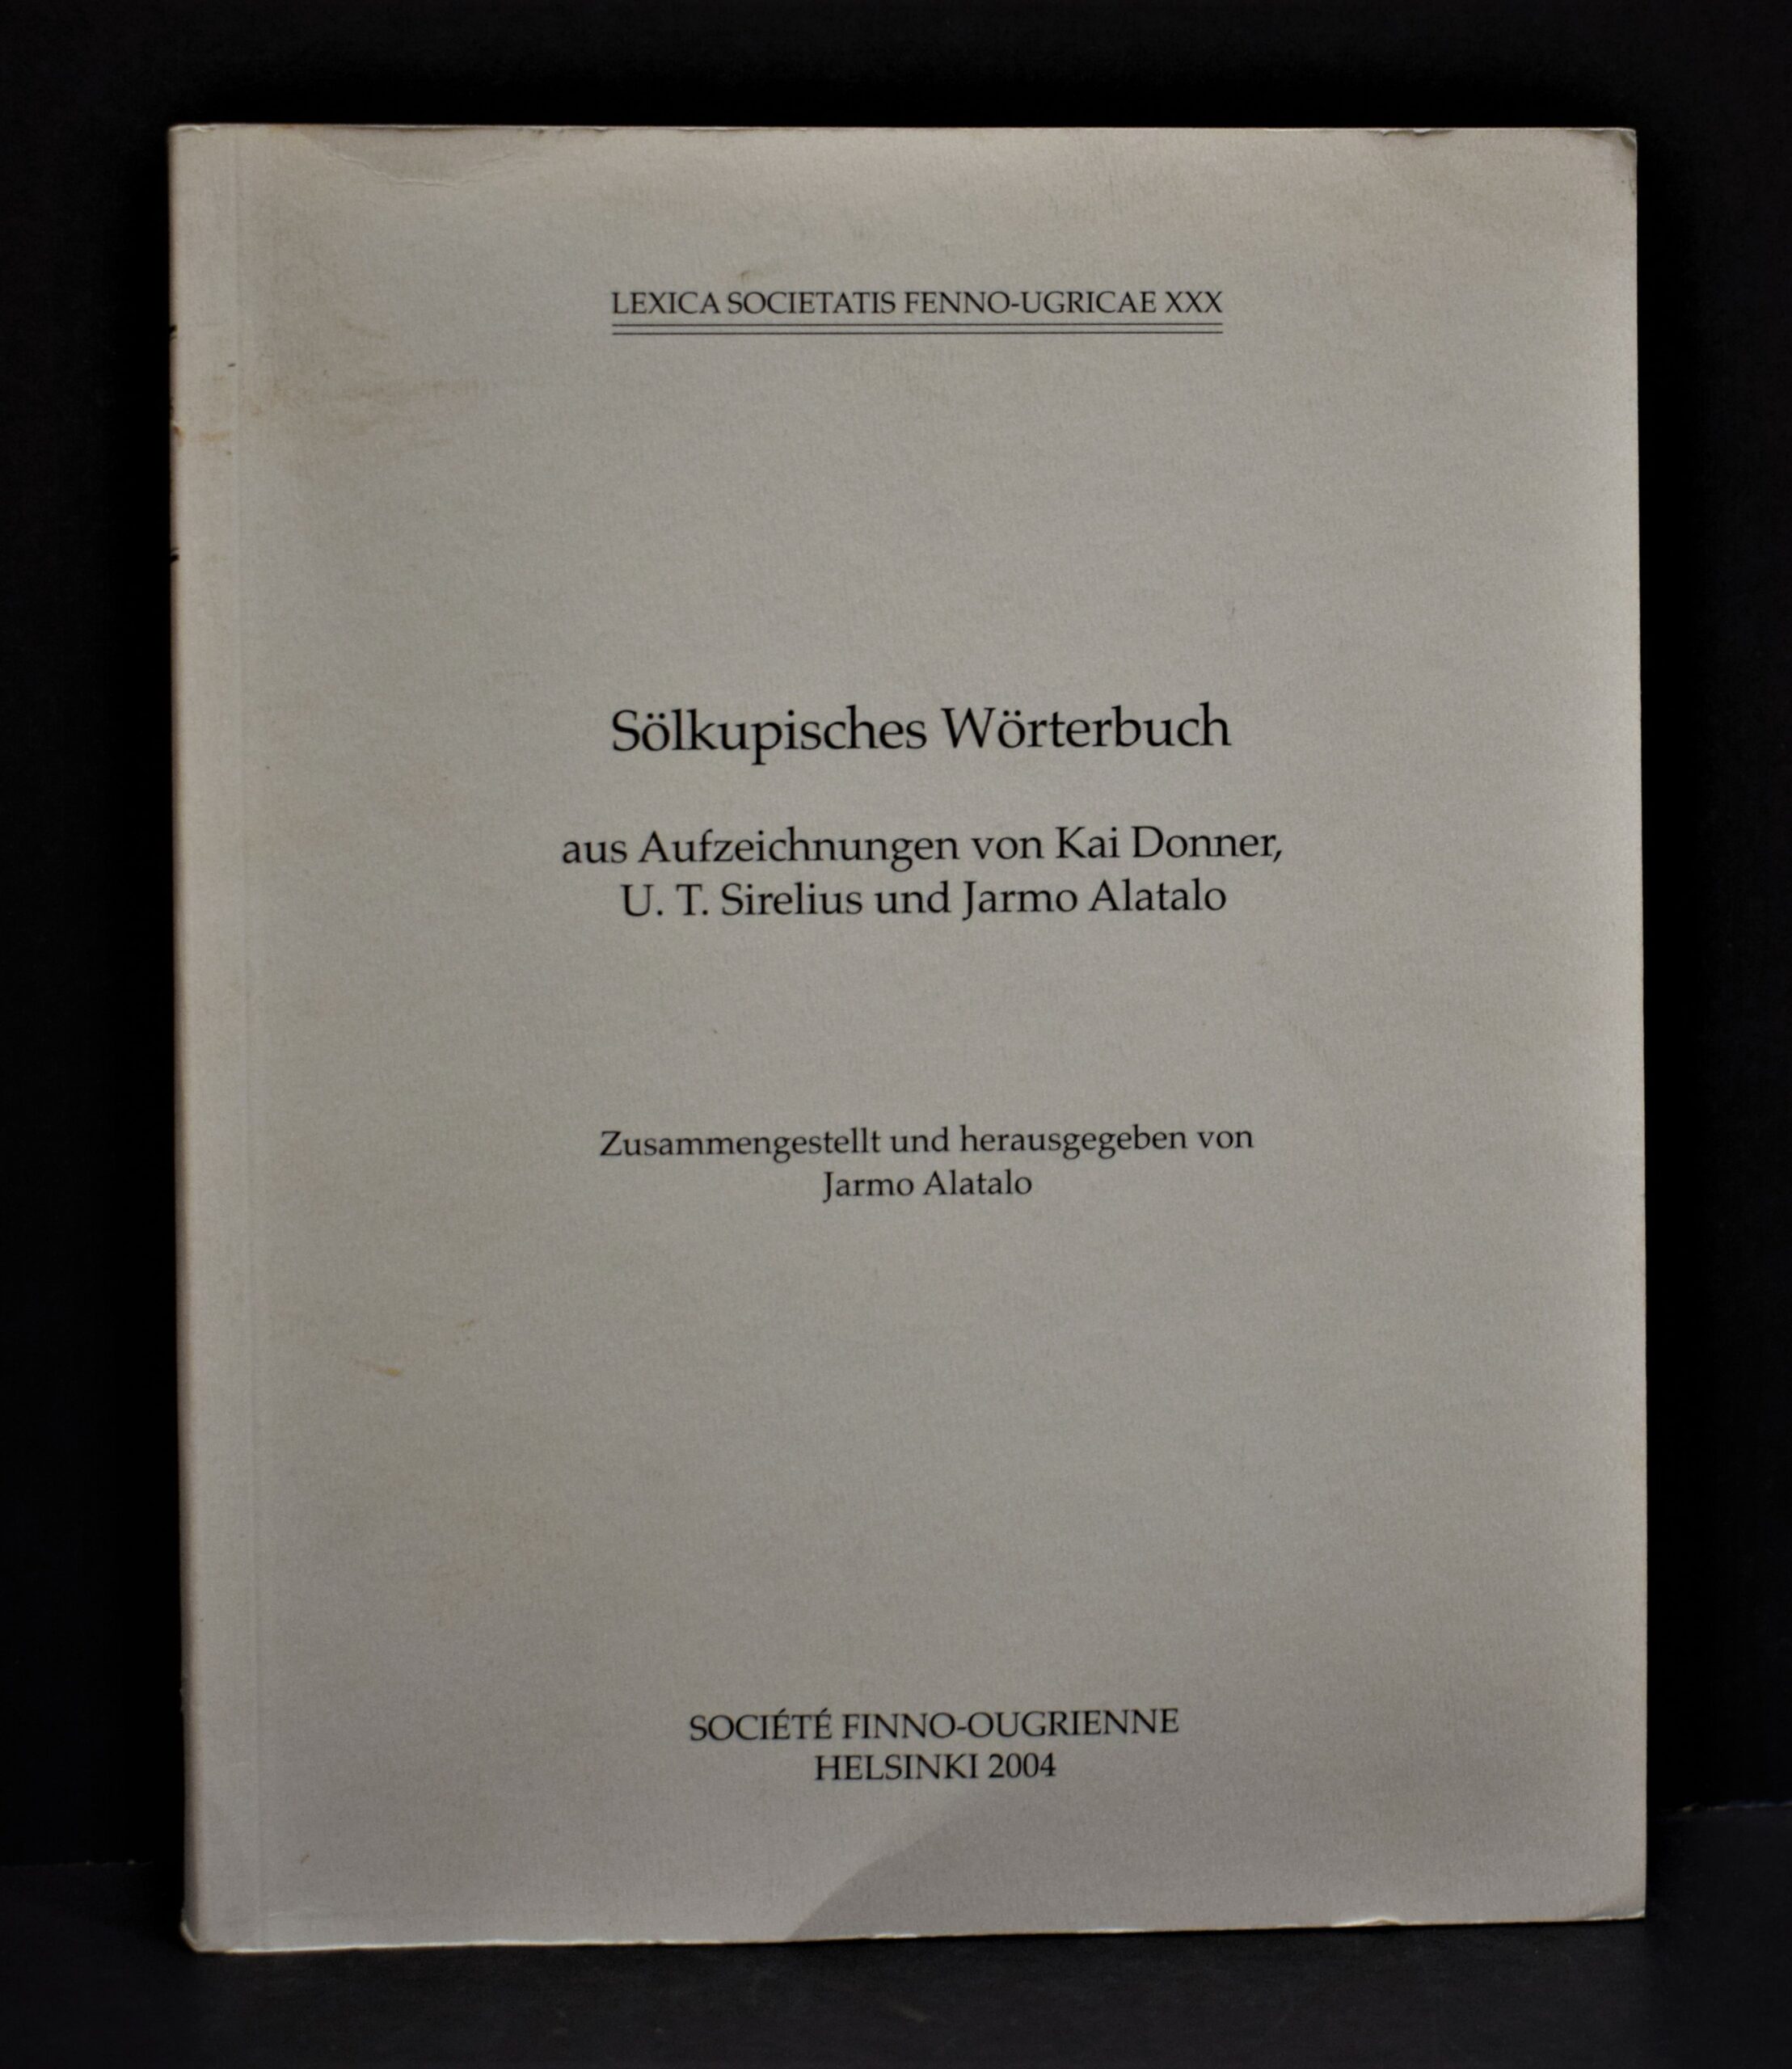 LEXICA SOCIETATIS FENNO-UGRICAE XXX
Sölkupisches Wörterbuch
aus Aufzeichnungen von Kai Donner,
U. T. Sirelius und Jarmo Alatalo
Zusammengestellt und herausgegeben von
Jarmo Alatalo
SOCIÉTÉ FINNO-OUGRIENNE
HELSINKI 2004